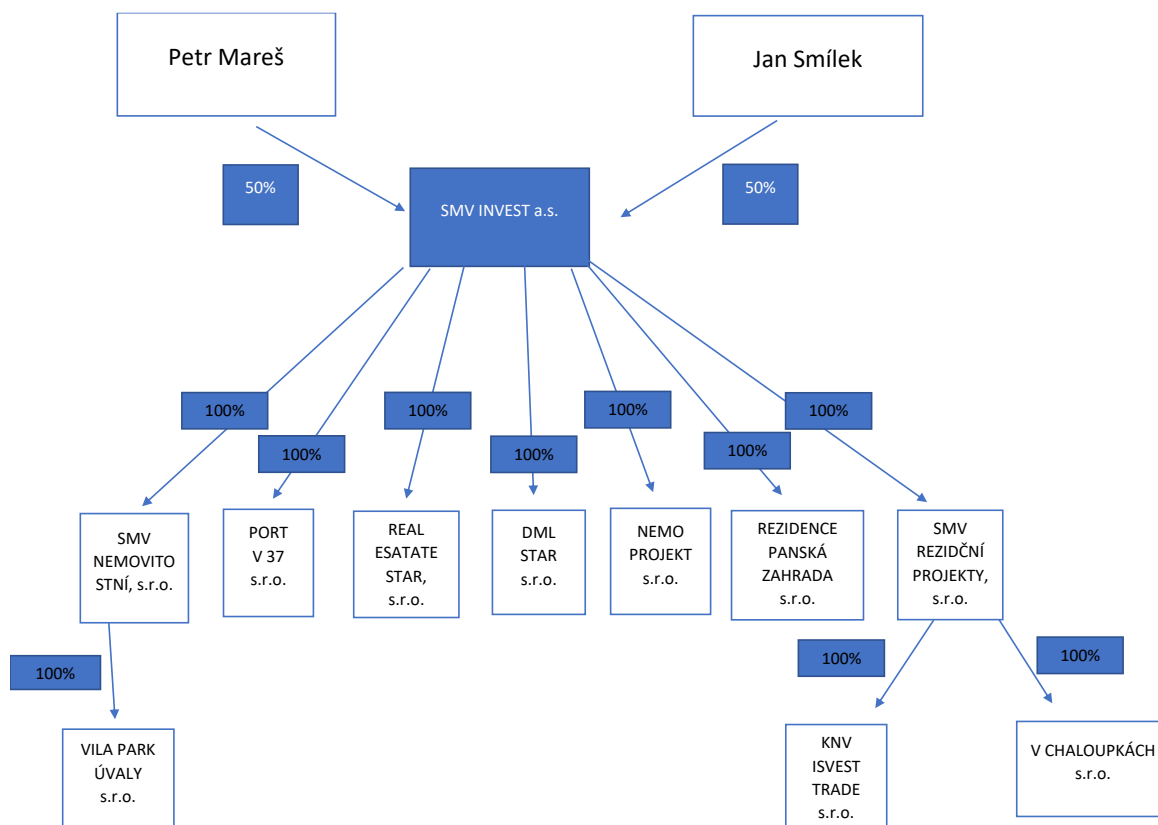 Petr Mareš
Jan Smílek
50%
SMV INVEST a.s.
50%
100%
100%
100%
100%
100%
100%
100%
SMV
NEMOVITO
STNÍ, s.r.o.
PORT
V 37
s.r.o.
REAL
ESATATE
STAR,
s.r.o.
DML
STAR
s.r.o.
NEMO
PROJEKT
s.r.o.
REZIDENCE
PANSKÁ
ZAHRADA
s.r.o.
SMV
REZIDČNÍ
PROJEKTY,
s.r.o.
100%
100%
100%
VILA PARK
ÚVALY
s.r.o.
KNV
ISVEST
TRADE
s.r.o.
V CHALOUPKÁCH
s.r.o.